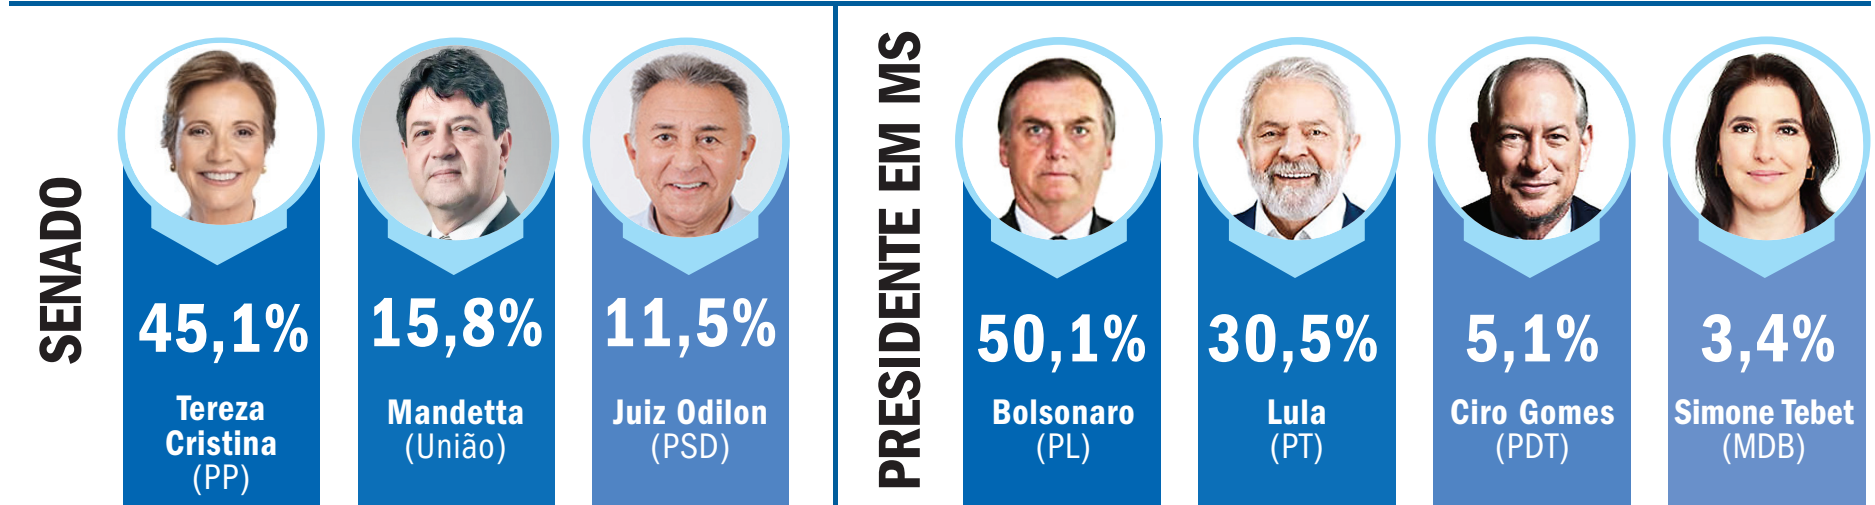 SENADO
45,1%
Tereza
Cristina
(PP)
15,8%
Mandetta
(União)
11,5%
Juiz Odilon
(PSD)
PRESIDENTE EM MS
50,1%
Bolsonaro
(PL)
30,5%
Lula
(PT)
5,1%
Ciro Gomes
(PDT)
3,4%
Simone Tebet
(MDB)